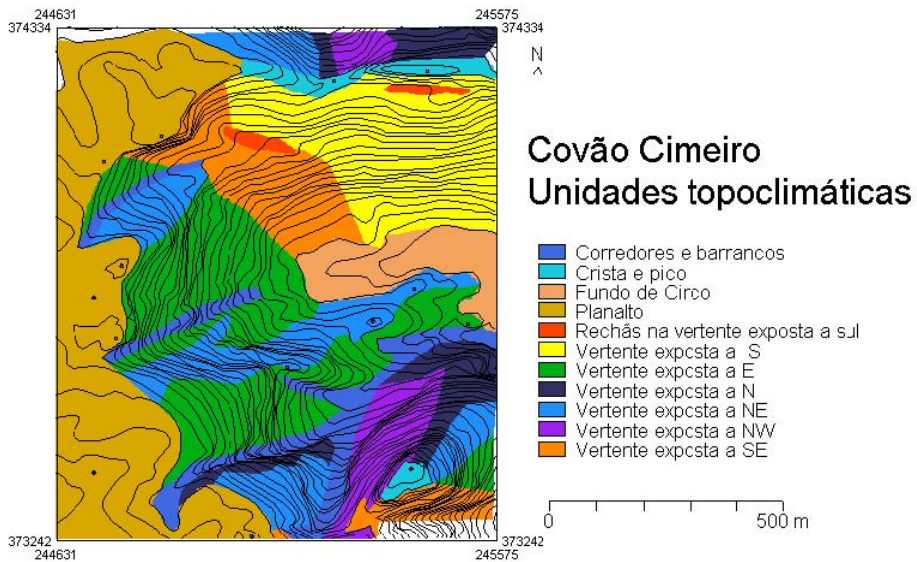 244631
245575
374334
374334
N
Covão Cimeiro
Unidades topoclimáticas
Corredores e barrancos
Crista e pico
Fundo de Circo
Planalto
Rechãs na vertente exposta a sul
Vertente exposta a S
Vertente exposta a E
Vertente exposta a N
Vertente exposta a NE
Vertente exposta a NW
Vertente exposta a SE
0
500 m
373242
373242
244631
245575